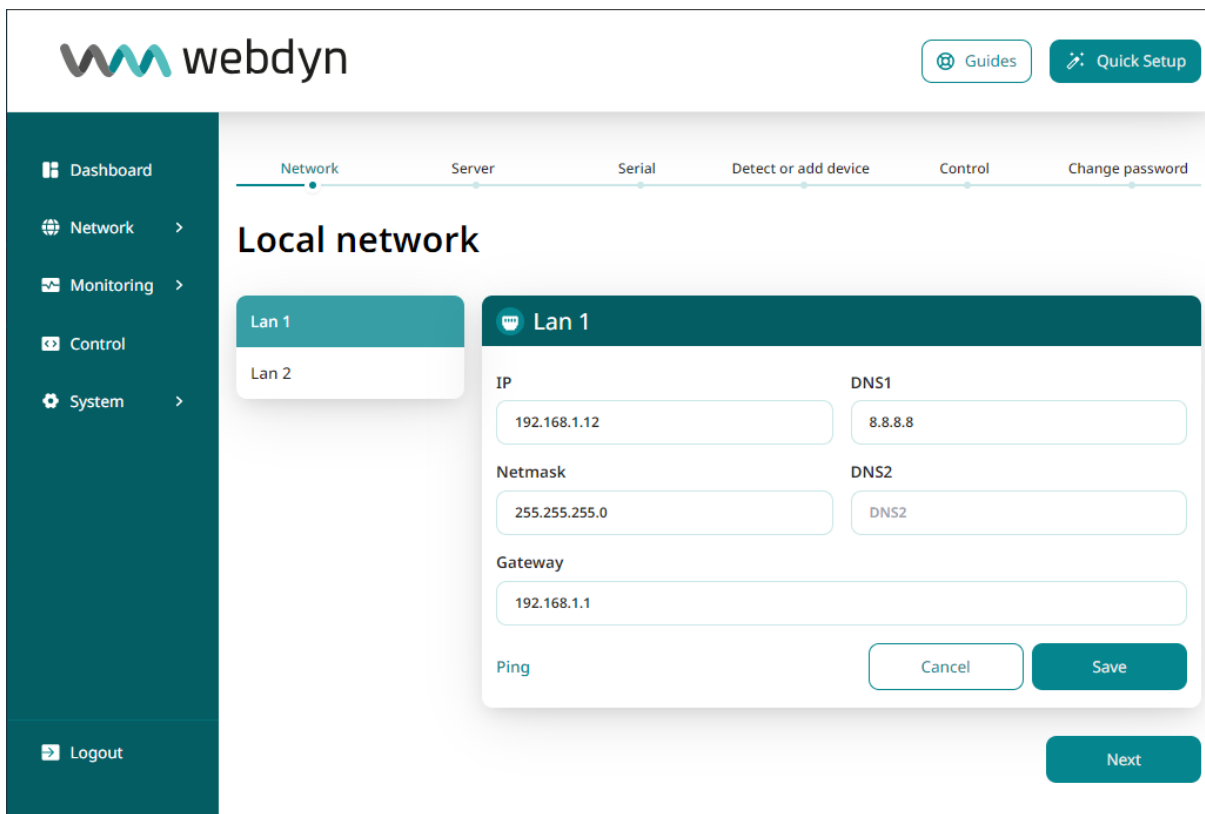 webdyn
Guides
Quick Setup
Dashboard
Network
Monitoring
Control
System
Logout
Network
Server
Serial
Detect or add device
Control
Change password
Local network
Lan 1
Lan 2
Lan 1
IP
192.168.1.12
DNS1
8.8.8.8
Netmask
255.255.255.0
DNS2
DNS2
Gateway
192.168.1.1
Ping
Cancel
Save
Next